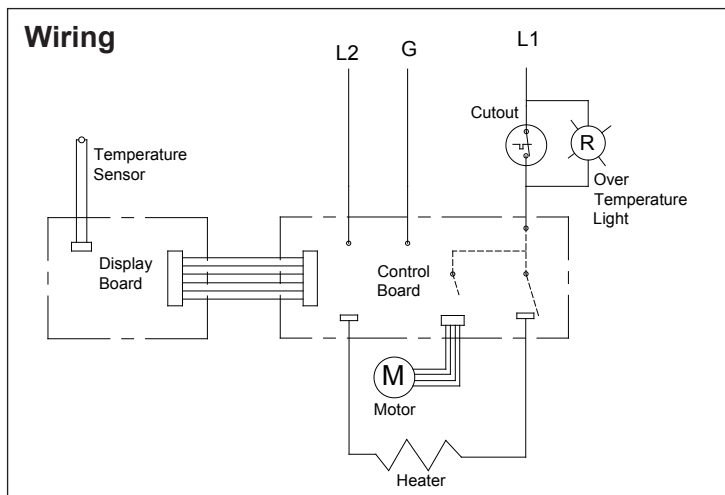 Wiring
L2
G
L1
Cutout
R
Over
Temperature
Light
Temperature
Sensor
Display
Board
Control
Board
M
Motor
Heater